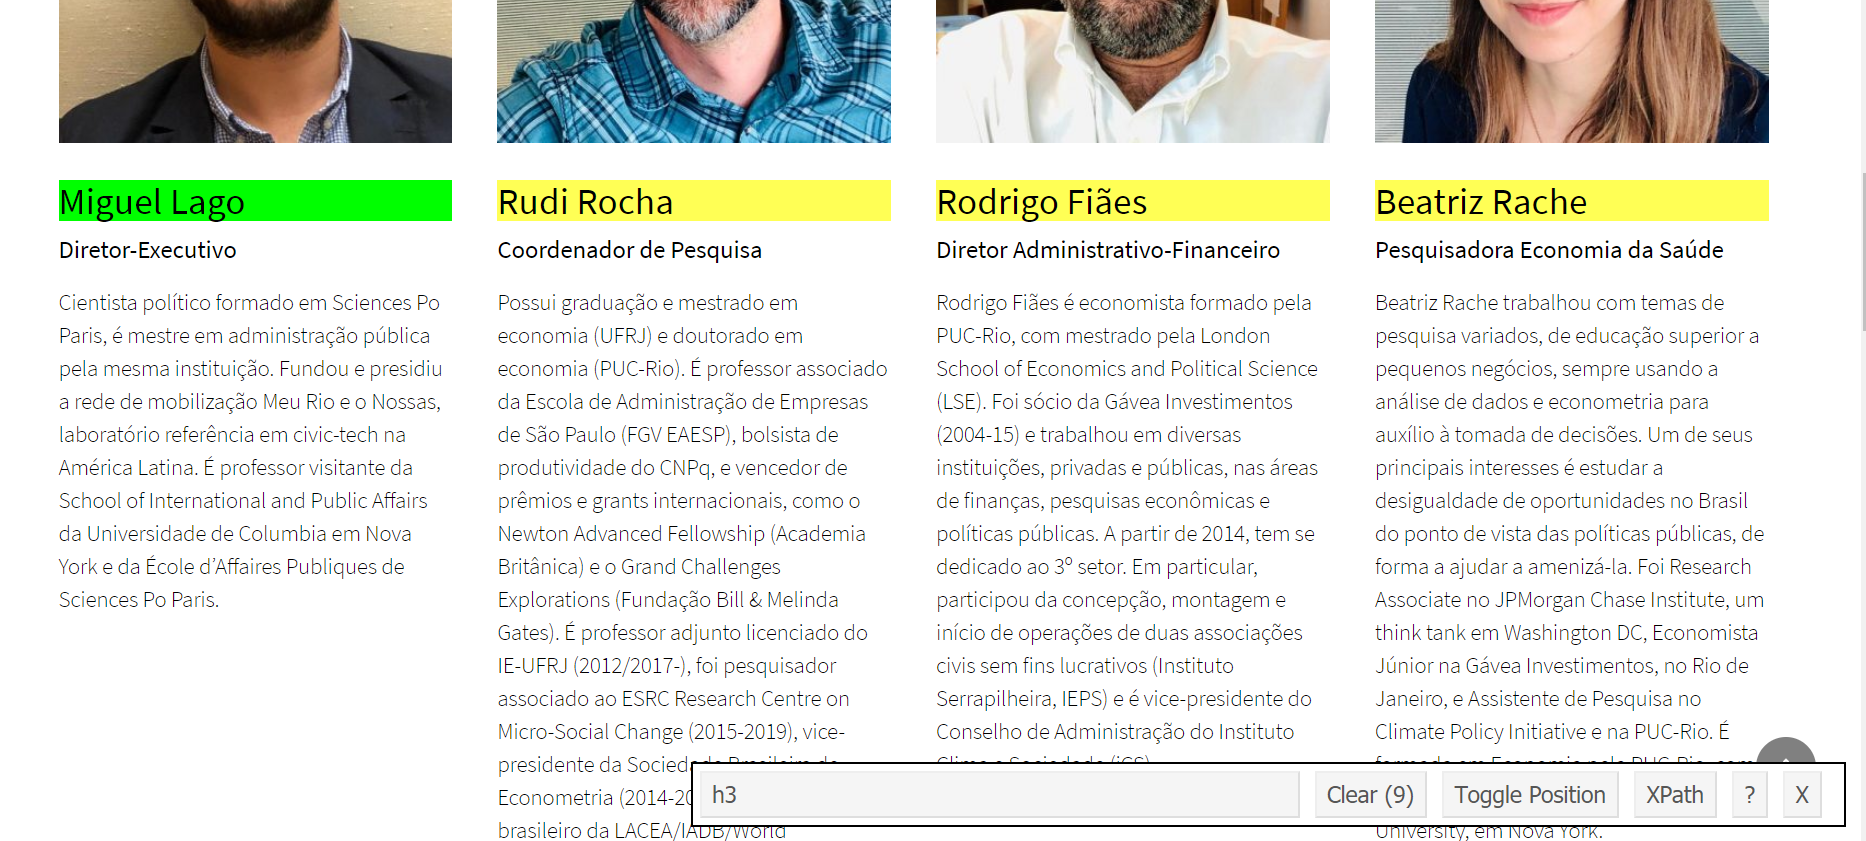 Miguel Lago
Diretor-Executivo
Cientista político formado em Sciences Po
Paris, é mestre em administração pública
pela mesma instituição. Fundou e presidiu
a rede de mobilização Meu Rio e o Nossas,
laboratório referência em civic-tech na
América Latina. É professor visitante da
School of International and Public Affairs
da Universidade de Columbia em Nova
York e da École d’Affaires Publiques de
Sciences Po Paris.
Rudi Rocha
Coordenador de Pesquisa
Possui graduação e mestrado em
economia (UFRJ) e doutorado em
economia (PUC-Rio). É professor associado
da Escola de Administração de Empresas
de São Paulo (FGV EAESP), bolsista de
produtividade do CNPq, e vencedor de
prêmios e grants internacionais, como o
Newton Advanced Fellowship (Academia
Britânica) e o Grand Challenges
Explorations (Fundação Bill & Melinda
Gates). É professor adjunto licenciado do
IE-UFRJ (2012/2017-), foi pesquisador
associado ao ESRC Research Centre on
Micro-Social Change (2015-2019), vice-
presidente da Sociedade Brasileira de
Econometria (2014-20
brasileiro da LACEA/IADB/World
Rodrigo Fiães
Diretor Administrativo-Financeiro
Rodrigo Fiães é economista formado pela
PUC-Rio, com mestrado pela London
School of Economics and Political Science
(LSE). Foi sócio da Gávea Investimentos
(2004-15) e trabalhou em diversas
instituições, privadas e públicas, nas áreas
de finanças, pesquisas econômicas e
políticas públicas. A partir de 2014, tem se
dedicado ao 3º setor. Em particular,
participou da concepção, montagem e
início de operações de duas associações
civis sem fins lucrativos (Instituto
Serrapilheira, IEPS) e é vice-presidente do
Conselho de Administração do Instituto
Clima e Sociedade (iCS).
Beatriz Rache
Pesquisadora Economia da Saúde
Beatriz Rache trabalhou com temas de
pesquisa variados, de educação superior a
pequenos negócios, sempre usando a
análise de dados e econometria para
auxílio à tomada de decisões. Um de seus
principais interesses é estudar a
desigualdade de oportunidades no Brasil
do ponto de vista das políticas públicas, de
forma a ajudar a amenizá-la. Foi Research
Associate no JPMorgan Chase Institute, um
think tank em Washington DC, Economista
Júnior na Gávea Investimentos, no Rio de
Janeiro, e Assistente de Pesquisa no
Climate Policy Initiative e na PUC-Rio. É
formada em Economia pela PUC-Rio, com
University, em Nova York.
h3
Clear (9)
Toggle Position
XPath
?
X